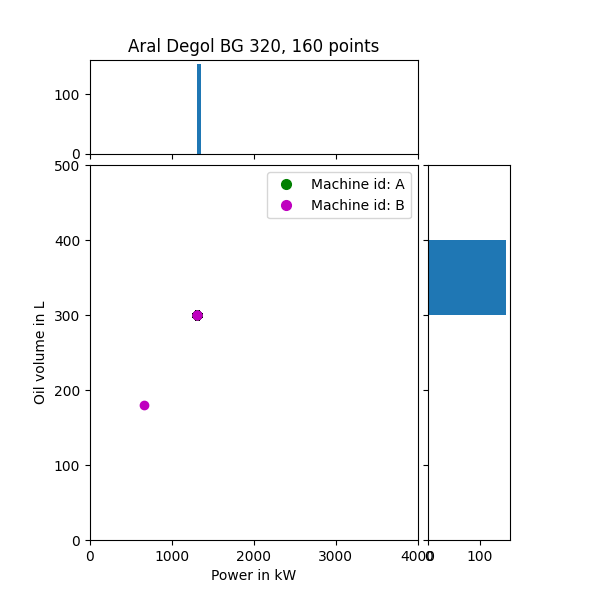 Aral Degol BG 320, 160 points
100
0
500
Machine id: A
Machine id: B
400
300
200
100
0
Oil volume in L
0 1000 2000 3000 4000
0 100
Power in kW